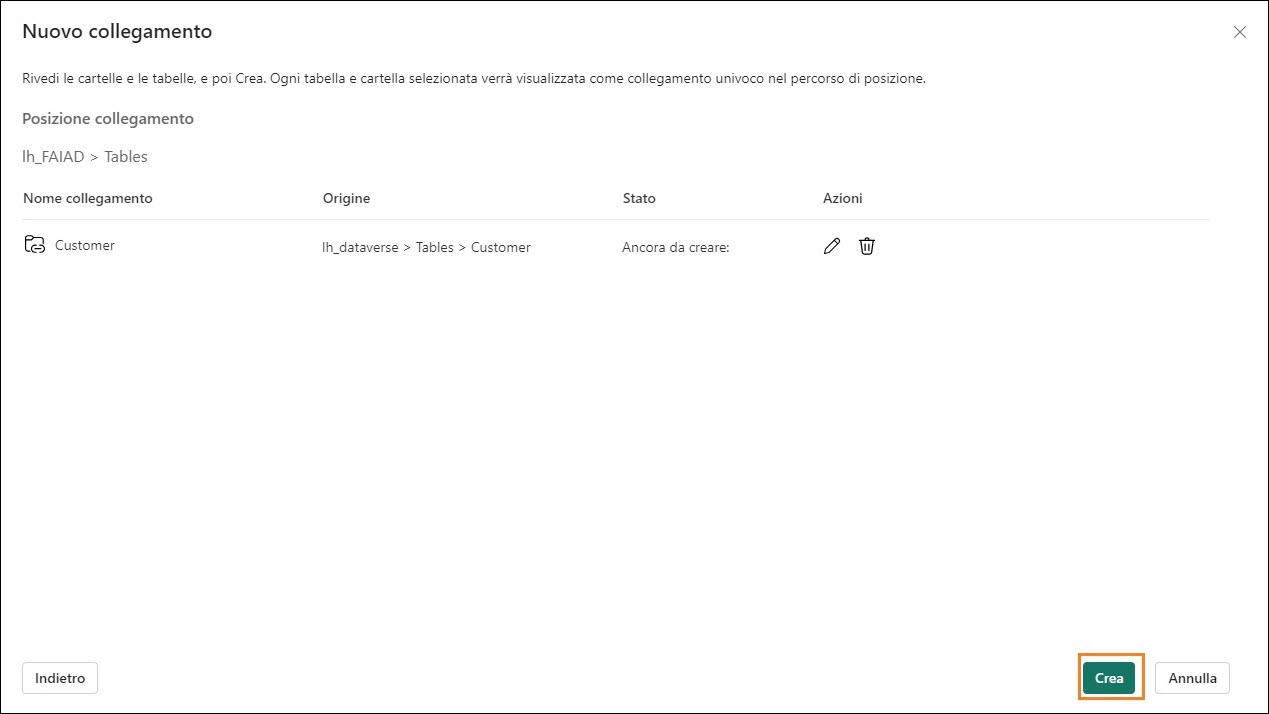 Nuovo collegamento
Rivedi le cartelle e le tabelle, e poi Crea. Ogni tabella e cartella selezionata verrà visualizzata come collegamento univoco nel percorso di posizione.
Posizione collegamento
lh_FAIAD > Tables
Nome collegamento Origine Stato Azioni
Customer lh_dataverse > Tables > Customer Ancora da creare:
Indietro Crea Annulla